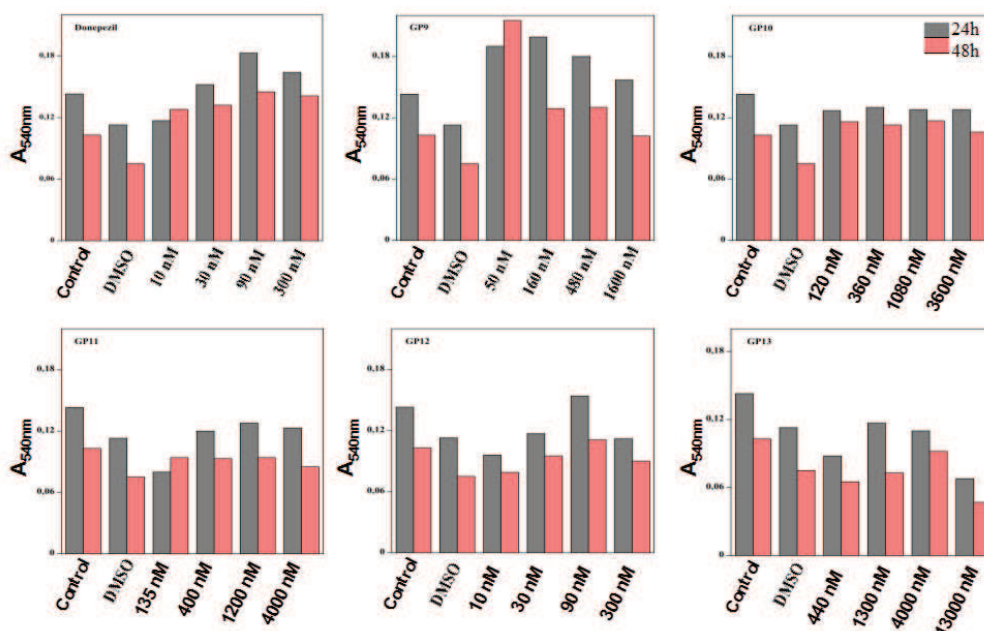 Donepezil
0,18
0,12
0,06
0
A540nm
Control
DMSO
10 nM
30 nM
90 nM
300 nM
GP9
0,18
0,12
0,06
0
A540nm
Control
DMSO
50 nM
160 nM
480 nM
1600 nM
GP10
24h
48h
0,18
0,12
0,06
0
A540nm
Control
DMSO
120 nM
360 nM
1080 nM
3600 nM
GP11
0,18
0,12
0,06
0
A540nm
Control
DMSO
135 nM
400 nM
1200 nM
4000 nM
GP12
0,18
0,12
0,06
0
A540nm
Control
DMSO
10 nM
30 nM
90 nM
300 nM
GP13
0,18
0,12
0,06
0
A540nm
Control
DMSO
440 nM
1300 nM
4000 nM
13000 nM